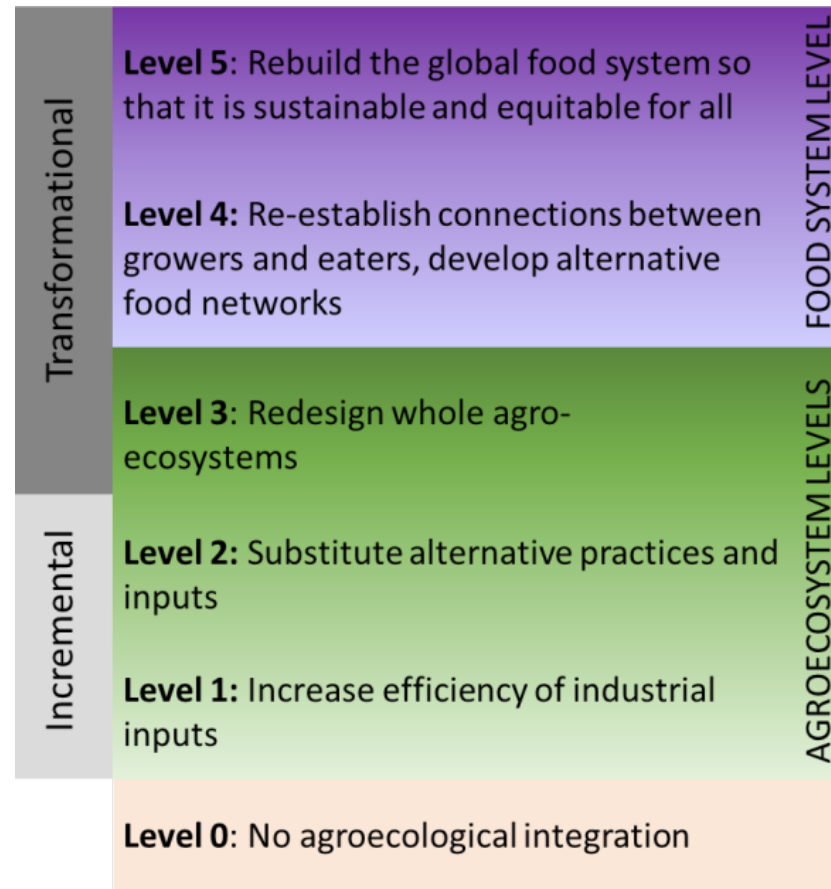 Transformational
Incremental
Level 5: Rebuild the global food system so
that it is sustainable and equitable for all
Level 4: Re-establish connections between
growers and eaters, develop alternative
food networks
Level 3: Redesign whole agro-
ecosystems
Level 2: Substitute alternative practices and
inputs
Level 1: Increase efficiency of industrial
inputs
Level 0: No agroecological integration
FOOD SYSTEM LEVEL
AGROECOSYSTEM LEVELS